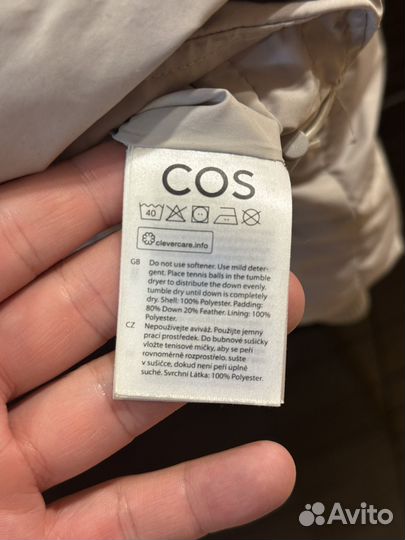 COS
40
clevercare.info
GB Do not use softener. Use mild deter-
gent. Place tennis balls in the tumble
dryer to distribute the down evenly.
tumble dry until down is completely
dry. Shell: 100% Polyester. Padding:
80% Down 20% Feather. Lining: 100%
Polyester.
CZ Nepoužívejte aviváž. Použijte jemný
prací prostředek. Do bubnové sušičky
vložte tenisové míčky, aby se peří
rovnoměrně rozprostřelo. sušte
v sušičce, dokud není peří úplně
suché. Svrchní Látka: 100% Polyester.
Avito